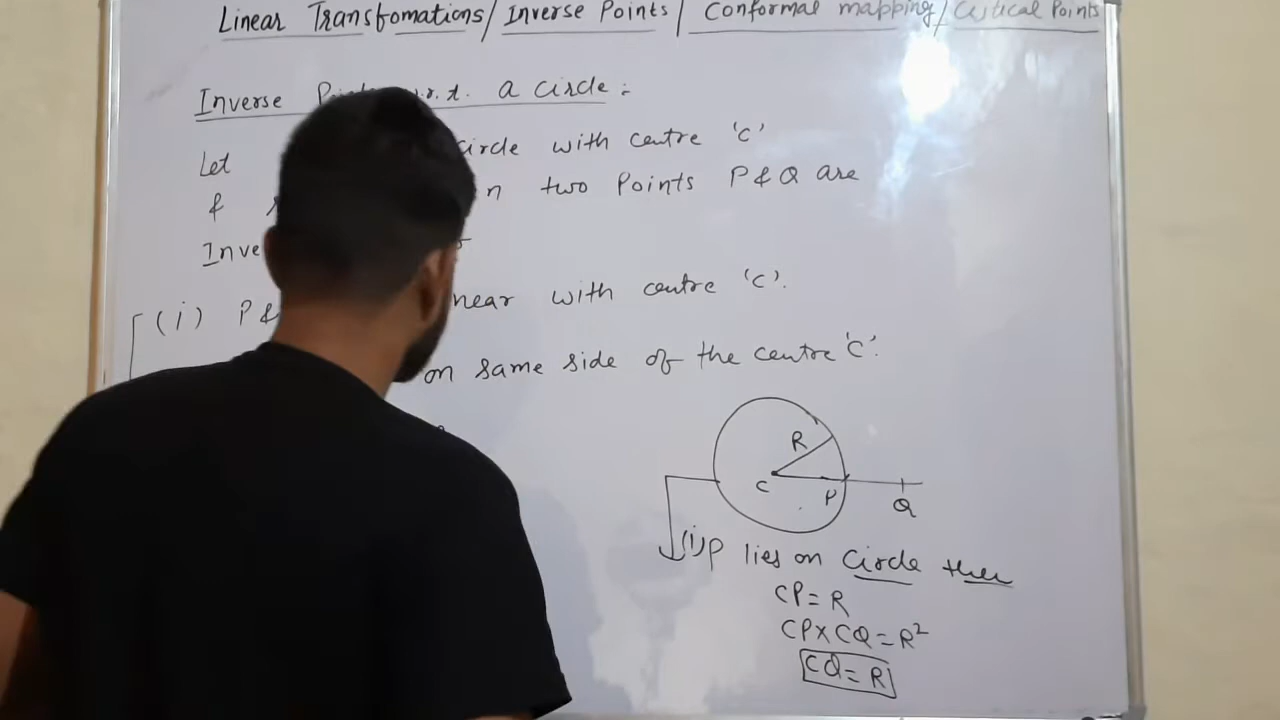 Linear Transfomations/ Inverse Points/ Conformal mapping/ Critical Points
Inverse w.r.t. a circle :
Let circle with centre 'c'
& two Points P & Q are
Inve
(i) P & near with centre 'c'.
on same side of the centre 'c'.
R
C P
Q
(i) P lies on Circle then
CP = R
CP x CQ = R²
CQ = R